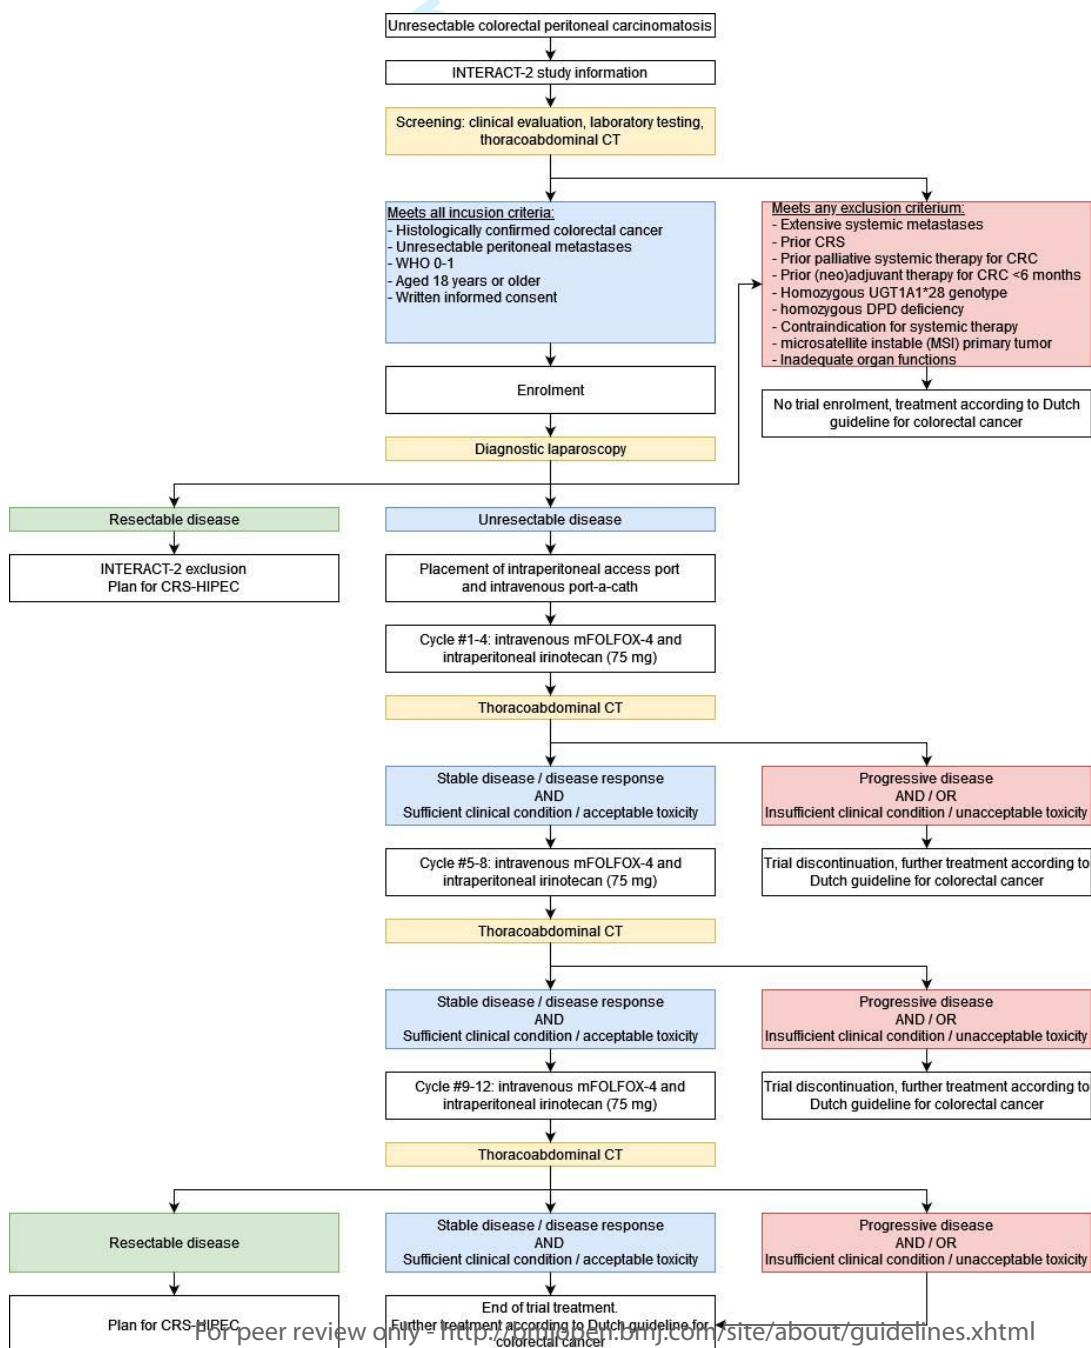 Unresectable colorectal peritoneal carcinomatosis
INTERACT-2 study information
Screening: clinical evaluation, laboratory testing,
thoracoabdominal CT
Meets all incusion criteria:
- Histologically confirmed colorectal cancer
- Unresectable peritoneal metastases
- WHO 0-1
- Aged 18 years or older
- Written informed consent
Meets any exclusion criterium:
- Extensive systemic metastases
- Prior CRS
- Prior palliative systemic therapy for CRC
- Prior (neo)adjuvant therapy for CRC <6 months
- Homozygous UGT1A1*28 genotype
- homozygous DPD deficiency
- Contraindication for systemic therapy
- microsatellite instable (MSI) primary tumor
- Inadequate organ functions
Enrolment
No trial enrolment, treatment according to Dutch
guideline for colorectal cancer
Diagnostic laparoscopy
Resectable disease
Unresectable disease
INTERACT-2 exclusion
Plan for CRS-HIPEC
Placement of intraperitoneal access port
and intravenous port-a-cath
Cycle #1-4: intravenous mFOLFOX-4 and
intraperitoneal irinotecan (75 mg)
Thoracoabdominal CT
Stable disease / disease response
AND
Sufficient clinical condition / acceptable toxicity
Progressive disease
AND / OR
Insufficient clinical condition / unacceptable toxicity
Cycle #5-8: intravenous mFOLFOX-4 and
intraperitoneal irinotecan (75 mg)
Trial discontinuation, further treatment according to
Dutch guideline for colorectal cancer
Thoracoabdominal CT
Stable disease / disease response
AND
Sufficient clinical condition / acceptable toxicity
Progressive disease
AND / OR
Insufficient clinical condition / unacceptable toxicity
Cycle #9-12: intravenous mFOLFOX-4 and
intraperitoneal irinotecan (75 mg)
Trial discontinuation, further treatment according to
Dutch guideline for colorectal cancer
Thoracoabdominal CT
Resectable disease
Stable disease / disease response
AND
Sufficient clinical condition / acceptable toxicity
Progressive disease
AND / OR
Insufficient clinical condition / unacceptable toxicity
Plan for CRS-HIPEC
End of trial treatment.
Further treatment according to Dutch guideline for
colorectal cancer
For peer review only - http://bmjopen.bmj.com/site/about/guidelines.xhtml